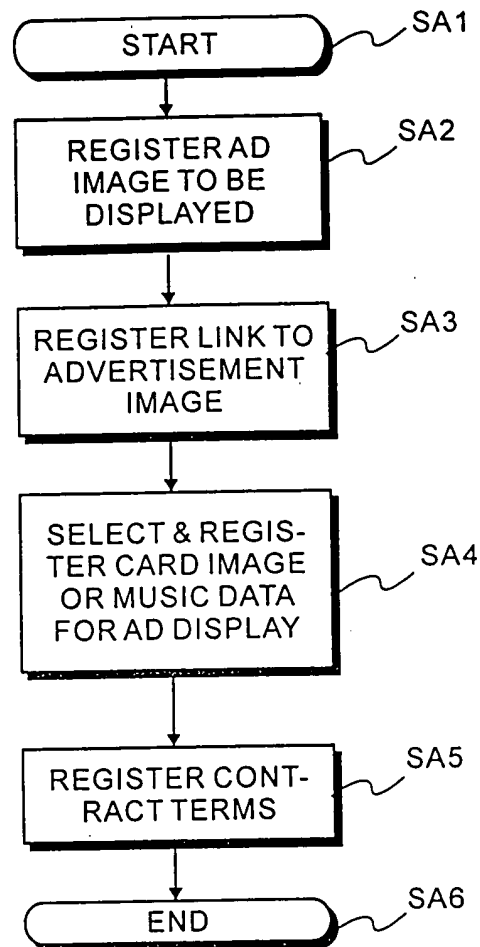 START
SA1
REGISTER AD
IMAGE TO BE
DISPLAYED
SA2
REGISTER LINK TO
ADVERTISEMENT
IMAGE
SA3
SELECT & REGIS-
TER CARD IMAGE
OR MUSIC DATA
FOR AD DISPLAY
SA4
REGISTER CONT-
RACT TERMS
SA5
END
SA6